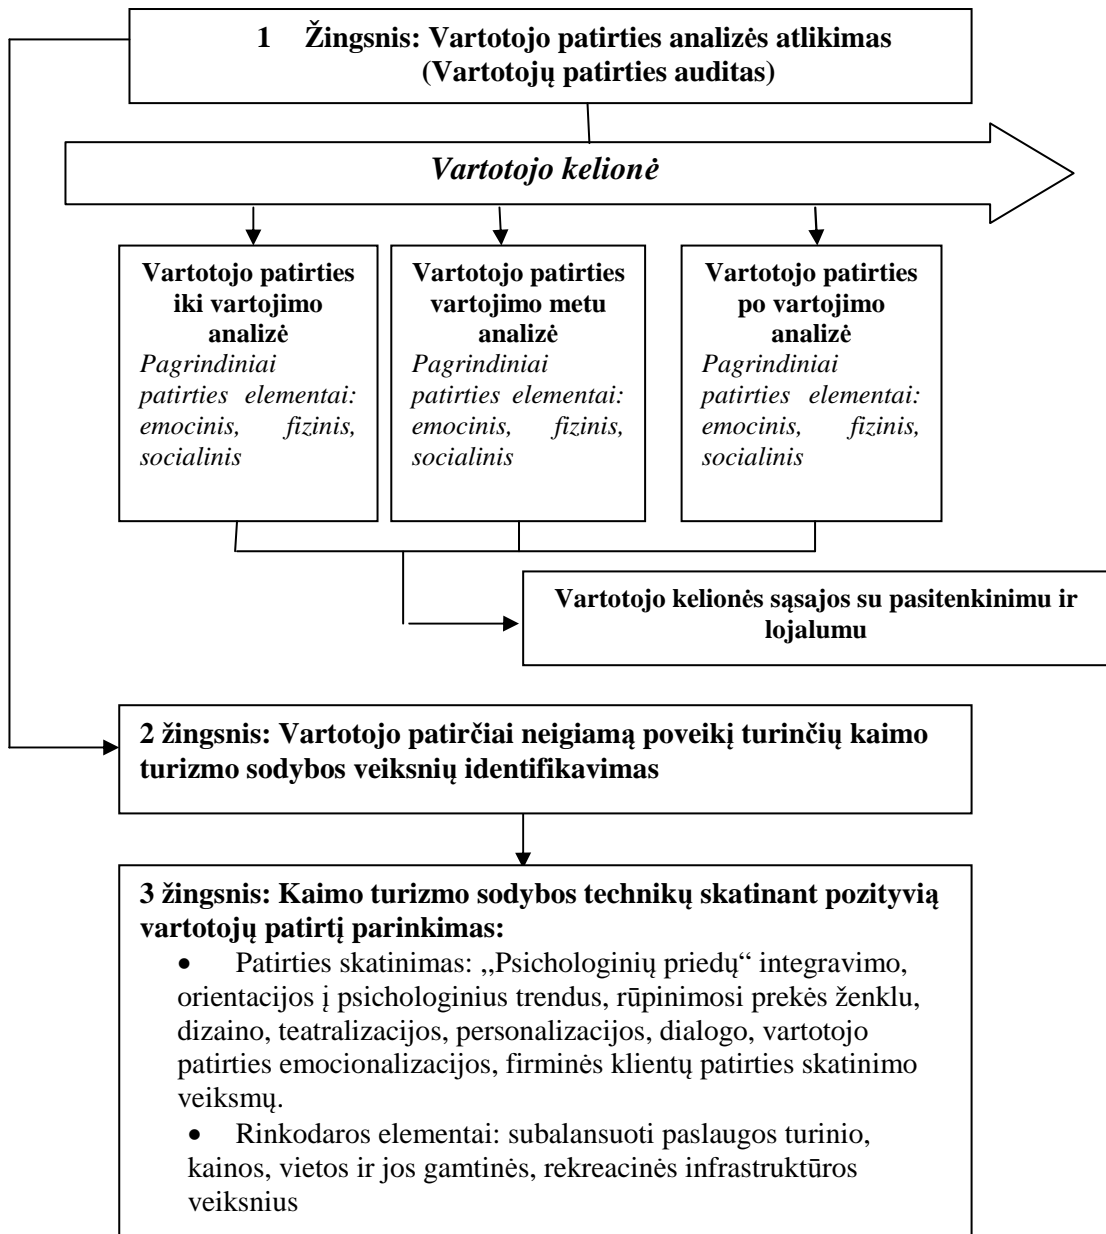 1 Žingsnis: Vartotojo patirties analizės atlikimas
(Vartotojų patirties auditas)
Vartotojo kelionė
Vartotojo patirties
iki vartojimo
analizė
Pagrindiniai
patirties elementai:
emocinis, fizinis,
socialinis
Vartotojo patirties
vartojimo metu
analizė
Pagrindiniai
patirties elementai:
emocinis, fizinis,
socialinis
Vartotojo patirties
po vartojimo
analizė
Pagrindiniai
patirties elementai:
emocinis, fizinis,
socialinis
Vartotojo kelionės sąsajos su pasitenkinimu ir
lojalumu
2 žingsnis: Vartotojo patirčiai neigiamą poveikį turinčių kaimo
turizmo sodybos veiksnių identifikavimas
3 žingsnis: Kaimo turizmo sodybos technikų skatinant pozityvią
vartotojų patirtį parinkimas:
• Patirties skatinimas: „Psichologinių priedų“ integravimo,
orientacijos į psichologinius trendus, rūpinimosi prekės ženklu,
dizaino, teatralizacijos, personalizacijos, dialogo, vartotojo
patirties emocionalizacijos, firminės klientų patirties skatinimo
veiksmų.
• Rinkodaros elementai: subalansuoti paslaugos turinio,
kainos, vietos ir jos gamtinės, rekreacinės infrastruktūros
veiksnius